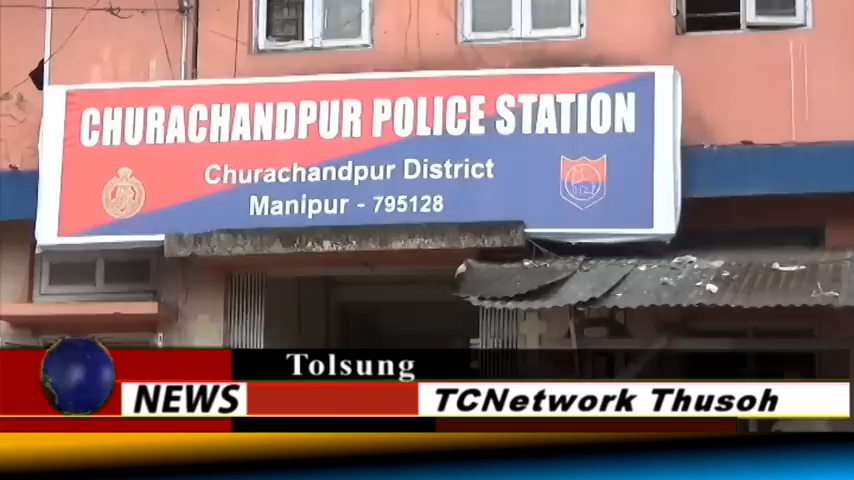 CHURACHANDPUR POLICE STATION
Churachandpur District
Manipur - 795128
Tolsung
NEWS
TCNetwork Thusoh